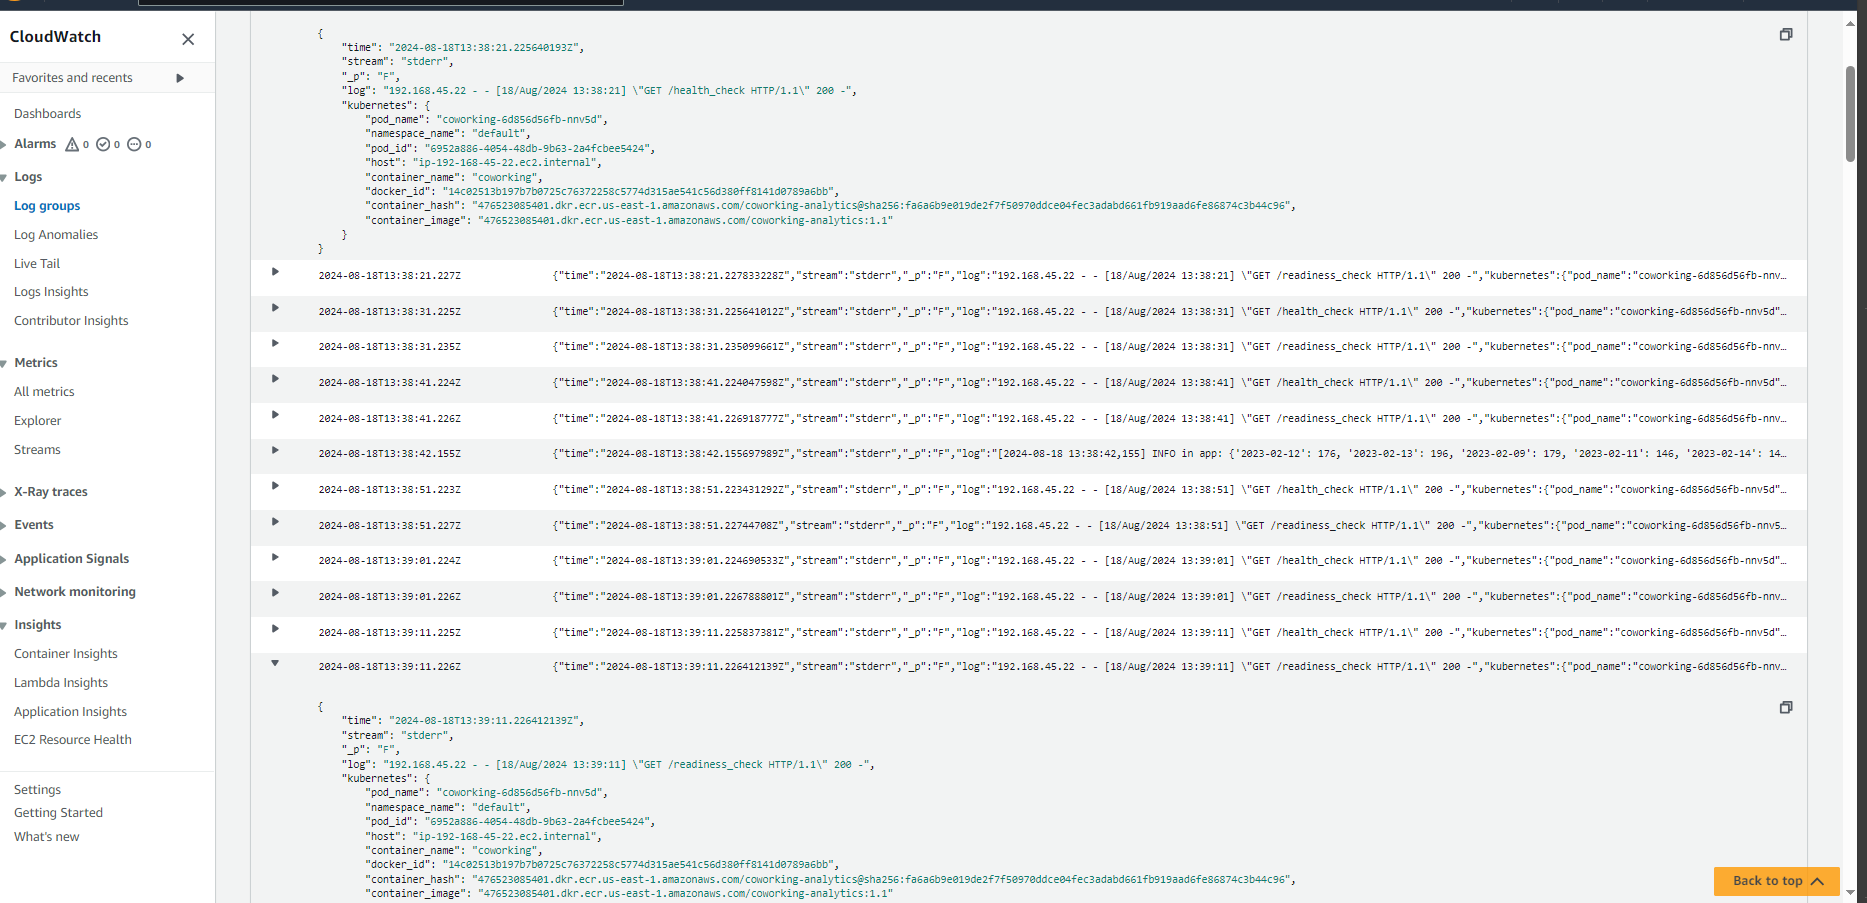 CloudWatch
Favorites and recents
Dashboards
Alarms 0 0 0
Logs
Log groups
Log Anomalies
Live Tail
Logs Insights
Contributor Insights
Metrics
All metrics
Explorer
Streams
X-Ray traces
Events
Application Signals
Network monitoring
Insights
Container Insights
Lambda Insights
Application Insights
EC2 Resource Health
Settings
Getting Started
What's new
{
"time": "2024-08-18T13:38:21.225640193Z",
"stream": "stderr",
"_p": "F",
"log": "192.168.45.22 - - [18/Aug/2024 13:38:21] \"GET /health_check HTTP/1.1\" 200 -",
"kubernetes": {
"pod_name": "coworking-6d856d56fb-nnv5d",
"namespace_name": "default",
"pod_id": "6952a886-4054-48db-9b63-2a4fcbee5424",
"host": "ip-192-168-45-22.ec2.internal",
"container_name": "coworking",
"docker_id": "14c02513b197b7b0725c76372258c5774d315ae541c56d380ff8141d0789a6bb",
"container_hash": "476523085401.dkr.ecr.us-east-1.amazonaws.com/coworking-analytics@sha256:fa6a6b9e019de2f7f50970ddce04fec3adabd661fb919aad6fe86874c3b44c96",
"container_image": "476523085401.dkr.ecr.us-east-1.amazonaws.com/coworking-analytics:1.1"
}
}
2024-08-18T13:38:21.227Z {"time":"2024-08-18T13:38:21.227833228Z","stream":"stderr","_p":"F","log":"192.168.45.22 - - [18/Aug/2024 13:38:21] \"GET /readiness_check HTTP/1.1\" 200 -","kubernetes":{"pod_name":"coworking-6d856d56fb-nnv…
2024-08-18T13:38:31.225Z {"time":"2024-08-18T13:38:31.225641012Z","stream":"stderr","_p":"F","log":"192.168.45.22 - - [18/Aug/2024 13:38:31] \"GET /health_check HTTP/1.1\" 200 -","kubernetes":{"pod_name":"coworking-6d856d56fb-nnv5d"…
2024-08-18T13:38:31.235Z {"time":"2024-08-18T13:38:31.235099661Z","stream":"stderr","_p":"F","log":"192.168.45.22 - - [18/Aug/2024 13:38:31] \"GET /readiness_check HTTP/1.1\" 200 -","kubernetes":{"pod_name":"coworking-6d856d56fb-nnv…
2024-08-18T13:38:41.224Z {"time":"2024-08-18T13:38:41.224047598Z","stream":"stderr","_p":"F","log":"192.168.45.22 - - [18/Aug/2024 13:38:41] \"GET /health_check HTTP/1.1\" 200 -","kubernetes":{"pod_name":"coworking-6d856d56fb-nnv5d"…
2024-08-18T13:38:41.226Z {"time":"2024-08-18T13:38:41.226918777Z","stream":"stderr","_p":"F","log":"192.168.45.22 - - [18/Aug/2024 13:38:41] \"GET /readiness_check HTTP/1.1\" 200 -","kubernetes":{"pod_name":"coworking-6d856d56fb-nnv…
2024-08-18T13:38:42.155Z {"time":"2024-08-18T13:38:42.155697989Z","stream":"stderr","_p":"F","log":"[2024-08-18 13:38:42,155] INFO in app: {'2023-02-12': 176, '2023-02-13': 196, '2023-02-09': 179, '2023-02-11': 146, '2023-02-14': 14…
2024-08-18T13:38:51.223Z {"time":"2024-08-18T13:38:51.223431292Z","stream":"stderr","_p":"F","log":"192.168.45.22 - - [18/Aug/2024 13:38:51] \"GET /health_check HTTP/1.1\" 200 -","kubernetes":{"pod_name":"coworking-6d856d56fb-nnv5d"…
2024-08-18T13:38:51.227Z {"time":"2024-08-18T13:38:51.22744708Z","stream":"stderr","_p":"F","log":"192.168.45.22 - - [18/Aug/2024 13:38:51] \"GET /readiness_check HTTP/1.1\" 200 -","kubernetes":{"pod_name":"coworking-6d856d56fb-nnv5…
2024-08-18T13:39:01.224Z {"time":"2024-08-18T13:39:01.224690533Z","stream":"stderr","_p":"F","log":"192.168.45.22 - - [18/Aug/2024 13:39:01] \"GET /health_check HTTP/1.1\" 200 -","kubernetes":{"pod_name":"coworking-6d856d56fb-nnv5d"…
2024-08-18T13:39:01.226Z {"time":"2024-08-18T13:39:01.226788801Z","stream":"stderr","_p":"F","log":"192.168.45.22 - - [18/Aug/2024 13:39:01] \"GET /readiness_check HTTP/1.1\" 200 -","kubernetes":{"pod_name":"coworking-6d856d56fb-nnv…
2024-08-18T13:39:11.225Z {"time":"2024-08-18T13:39:11.225837381Z","stream":"stderr","_p":"F","log":"192.168.45.22 - - [18/Aug/2024 13:39:11] \"GET /health_check HTTP/1.1\" 200 -","kubernetes":{"pod_name":"coworking-6d856d56fb-nnv5d"…
2024-08-18T13:39:11.226Z {"time":"2024-08-18T13:39:11.226412139Z","stream":"stderr","_p":"F","log":"192.168.45.22 - - [18/Aug/2024 13:39:11] \"GET /readiness_check HTTP/1.1\" 200 -","kubernetes":{"pod_name":"coworking-6d856d56fb-nnv…
{
"time": "2024-08-18T13:39:11.226412139Z",
"stream": "stderr",
"_p": "F",
"log": "192.168.45.22 - - [18/Aug/2024 13:39:11] \"GET /readiness_check HTTP/1.1\" 200 -",
"kubernetes": {
"pod_name": "coworking-6d856d56fb-nnv5d",
"namespace_name": "default",
"pod_id": "6952a886-4054-48db-9b63-2a4fcbee5424",
"host": "ip-192-168-45-22.ec2.internal",
"container_name": "coworking",
"docker_id": "14c02513b197b7b0725c76372258c5774d315ae541c56d380ff8141d0789a6bb",
"container_hash": "476523085401.dkr.ecr.us-east-1.amazonaws.com/coworking-analytics@sha256:fa6a6b9e019de2f7f50970ddce04fec3adabd661fb919aad6fe86874c3b44c96",
"container_image": "476523085401.dkr.ecr.us-east-1.amazonaws.com/coworking-analytics:1.1"
Back to top